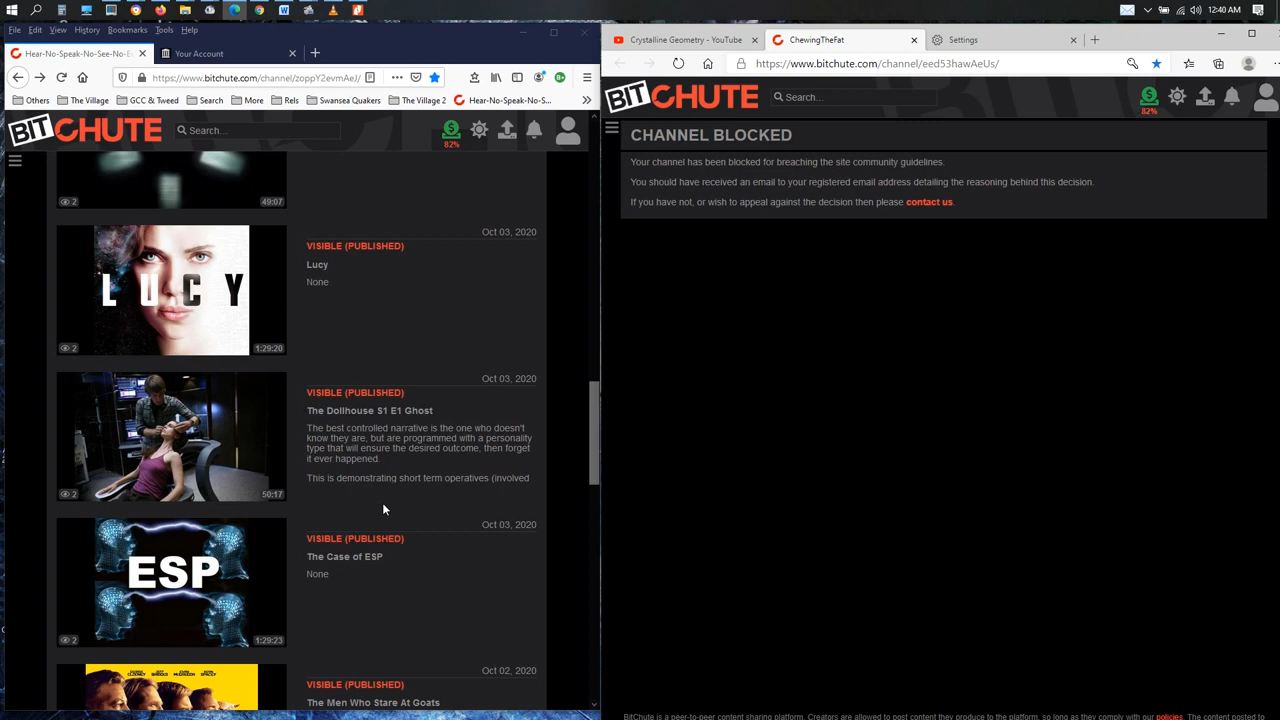 12:40 AM
File Edit View History Bookmarks Tools Help
Hear-No-Speak-No-See-No-E
Your Account
https://www.bitchute.com/channel/zoppY2evmAeJ/
Others
The Village
GCC & Tweed
Search
More
Rels
Swansea Quakers
The Village 2
Hear-No-Speak-No-S...
BITCHUTE
Search...
82%
2
49:07
Oct 03, 2020
VISIBLE (PUBLISHED)
Lucy
None
LUCY
2
1:29:20
Oct 03, 2020
VISIBLE (PUBLISHED)
The Dollhouse S1 E1 Ghost
The best controlled narrative is the one who doesn't
know they are, but are programmed with a personality
type that will ensure the desired outcome, then forget
it ever happened.
This is demonstrating short term operatives (involved
2
50:17
Oct 03, 2020
VISIBLE (PUBLISHED)
The Case of ESP
None
ESP
2
1:29:23
Oct 02, 2020
VISIBLE (PUBLISHED)
The Men Who Stare At Goats
Crystalline Geometry - YouTube
ChewingTheFat
Settings
https://www.bitchute.com/channel/eed53hawAeUs/
BITCHUTE
Search...
82%
CHANNEL BLOCKED
Your channel has been blocked for breaching the site community guidelines.
You should have received an email to your registered email address detailing the reasoning behind this decision.
If you have not, or wish to appeal against the decision then please contact us.
BitChute is a peer-to-peer content sharing platform. Creators are allowed to post content they produce to the platform, so long as they comply with our policies. The content posted to